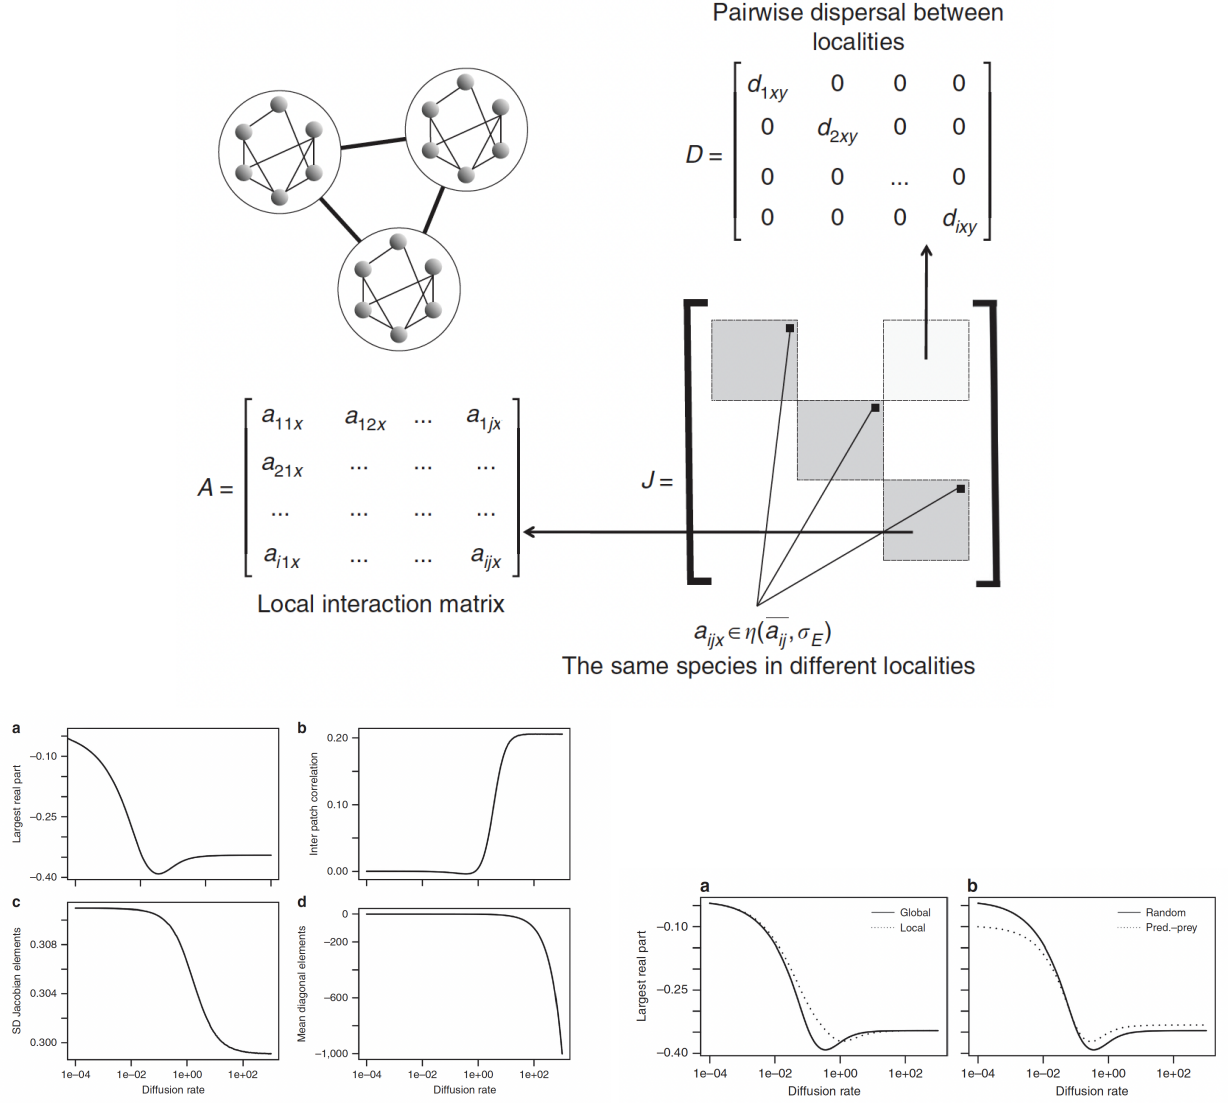 Pairwise dispersal between
localities
D =
d1xy 0 0 0
0 d2xy 0 0
0 0 ... 0
0 0 0 dixy
A =
a11x a12x ... a1jx
a21x ... ... ...
... ... ... ...
ai1x ... ... aijx
Local interaction matrix
J =
aijx ∈ η(a̅i̅j̅, σE)
The same species in different localities
a
Largest real part
−0.10
−0.25
−0.40
b
Inter patch correlation
0.20
0.10
0.00
c
SD Jacobian elements
0.308
0.304
0.300
1e−04 1e−02 1e+00 1e+02
Diffusion rate
d
Mean diagonal elements
0
−200
−600
−1,000
1e−04 1e−02 1e+00 1e+02
Diffusion rate
a
Largest real part
−0.10
−0.25
−0.40
Global
Local
1e−04 1e−02 1e+00 1e+02
Diffusion rate
b
Random
Pred.–prey
1e−04 1e−02 1e+00 1e+02
Diffusion rate